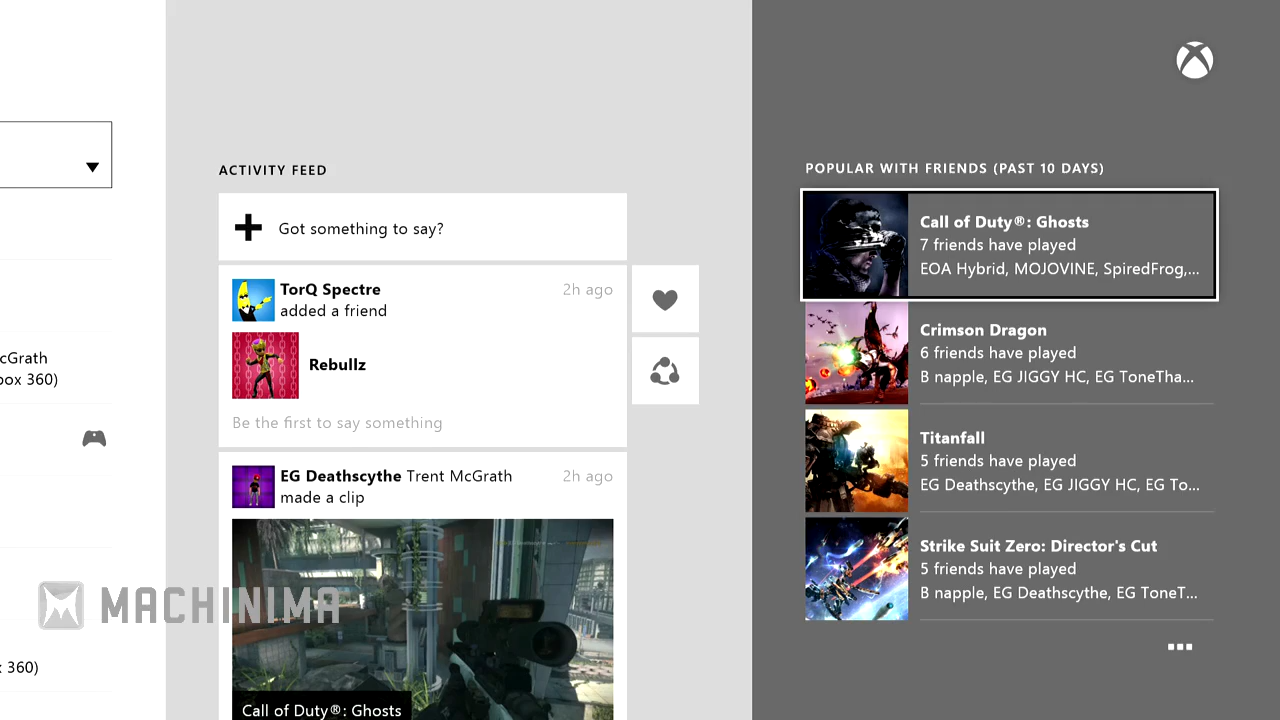 cGrath
box 360)
x 360)
ACTIVITY FEED
Got something to say?
TorQ Spectre
2h ago
added a friend
Rebullz
Be the first to say something
EG Deathscythe Trent McGrath
2h ago
made a clip
MACHINIMA
Call of Duty®: Ghosts
POPULAR WITH FRIENDS (PAST 10 DAYS)
Call of Duty®: Ghosts
7 friends have played
EOA Hybrid, MOJOVINE, SpiredFrog,...
Crimson Dragon
6 friends have played
B napple, EG JIGGY HC, EG ToneTha...
Titanfall
5 friends have played
EG Deathscythe, EG JIGGY HC, EG To...
Strike Suit Zero: Director's Cut
5 friends have played
B napple, EG Deathscythe, EG ToneT...